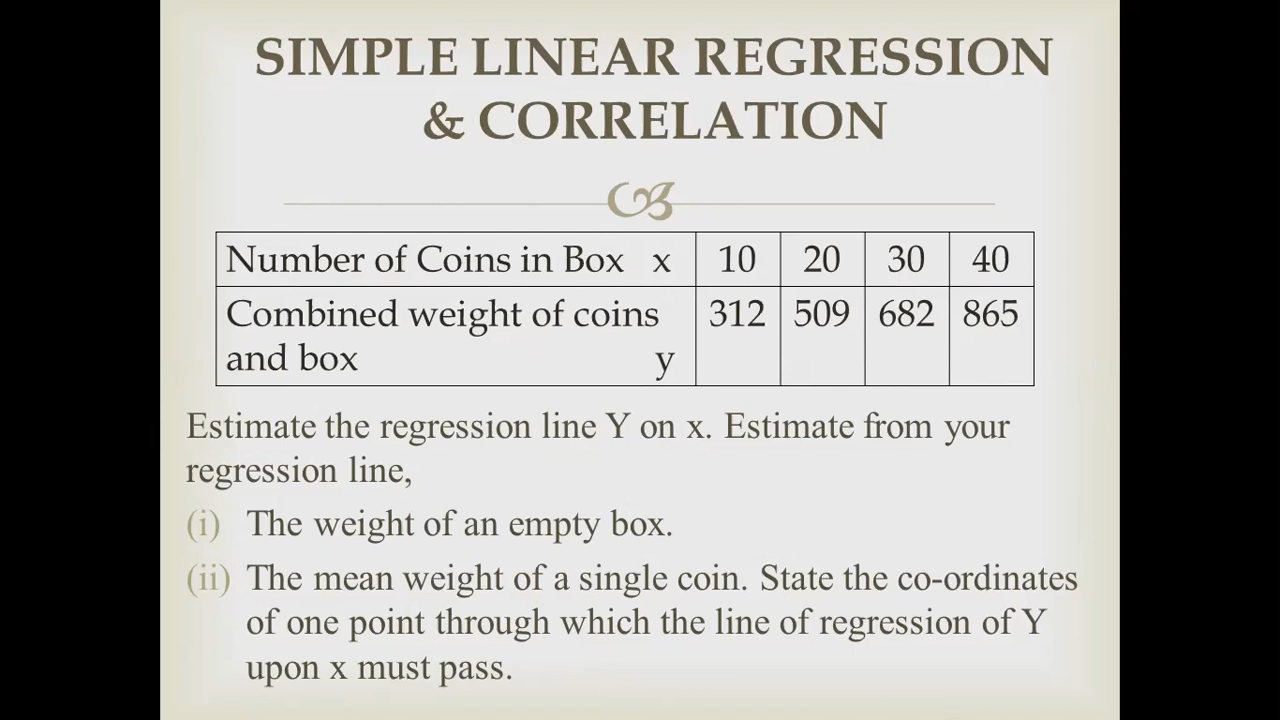 SIMPLE LINEAR REGRESSION
& CORRELATION
Number of Coins in Box x 10 20 30 40
Combined weight of coins 312 509 682 865
and box y
Estimate the regression line Y on x. Estimate from your
regression line,
(i) The weight of an empty box.
(ii) The mean weight of a single coin. State the co-ordinates
of one point through which the line of regression of Y
upon x must pass.